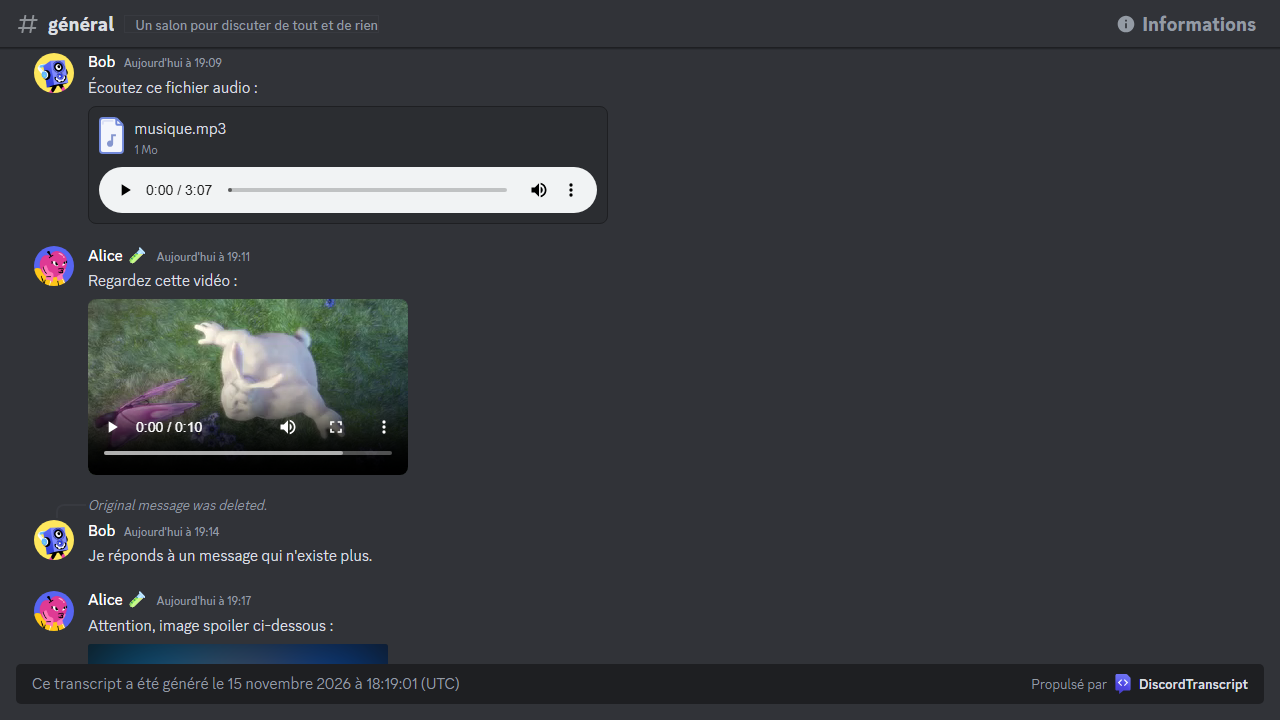 général Un salon pour discuter de tout et de rien Informations
Bob Aujourd'hui à 19:09
Écoutez ce fichier audio :
musique.mp3
1 Mo
0:00 / 3:07
Alice Aujourd'hui à 19:11
Regardez cette vidéo :
0:00 / 0:10
Original message was deleted.
Bob Aujourd'hui à 19:14
Je réponds à un message qui n'existe plus.
Alice Aujourd'hui à 19:17
Attention, image spoiler ci-dessous :
Ce transcript a été généré le 15 novembre 2026 à 18:19:01 (UTC) Propulsé par DiscordTranscript